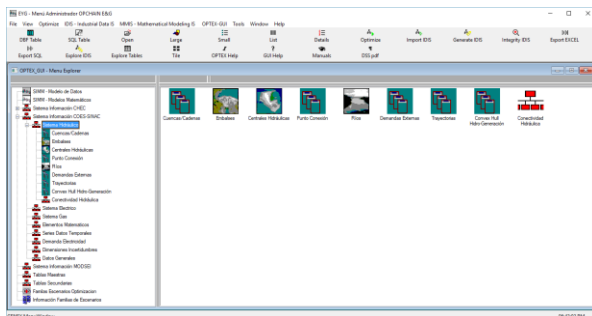 EYG - Menú Administrador OPCHAIN E&G
File View Optimize IDIS - Industrial Data IS MMIS - Mathematical Modeling IS OPTEX-GUI Tools Window Help
DBF Table SQL Table Open Large Small List Details Optimize Import IDIS Generate IDIS Integrity IDIS Export EXCEL
Export SQL Explore IDIS Explore Tables Tile OPTEX Help GUI Help Manuals DSS pdf
OPTEX_GUI - Menu Explorer
SIMM - Modelo de Datos
SIMM - Modelos Matemáticos
Sistema Información CHEC
Sistema Información COES-SINAC
Sistema Hidráulico
Cuencas/Cadenas
Embalses
Centrales Hidráulicas
Punto Conexión
Ríos
Demandas Externas
Trayectorias
Convex Hull Hidro-Generación
Conectividad Hidráulico
Sistema Eléctrico
Sistema Gas
Elementos Matemáticos
Series Datos Temporales
Demanda Electricidad
Dimensiones Incertidumbres
Datos Generales
Sistema Información MODSEI
Tablas Maestras
Tablas Secundarias
Familias Escenarios Optimización
Información Familias de Escenarios
Cuencas/Cadenas Embalses Centrales Hidráulicas Punto Conexión Ríos Demandas Externas Trayectorias Convex Hull Hidro-Generación Conectividad Hidráulico